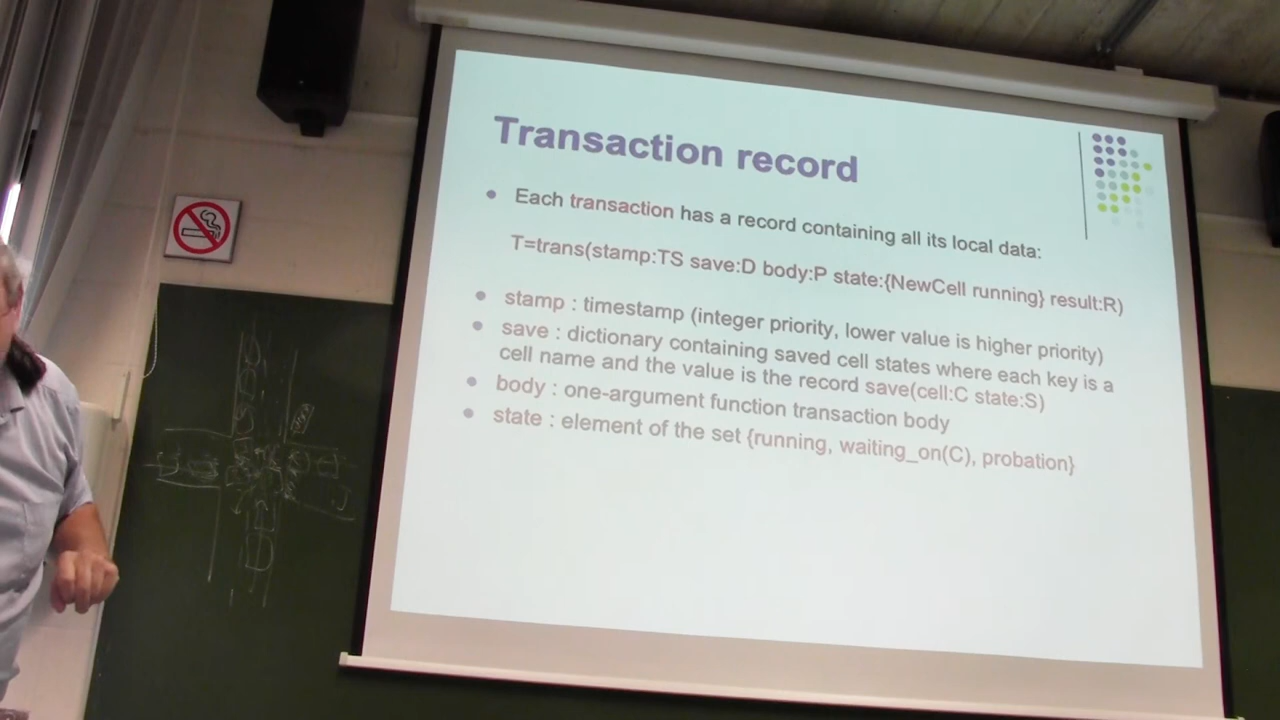 Transaction record
Each transaction has a record containing all its local data:
T=trans(stamp:TS save:D body:P state:{NewCell running} result:R)
stamp : timestamp (integer priority, lower value is higher priority)
save : dictionary containing saved cell states where each key is a
cell name and the value is the record save(cell:C state:S)
body : one-argument function transaction body
state : element of the set {running, waiting_on(C), probation}